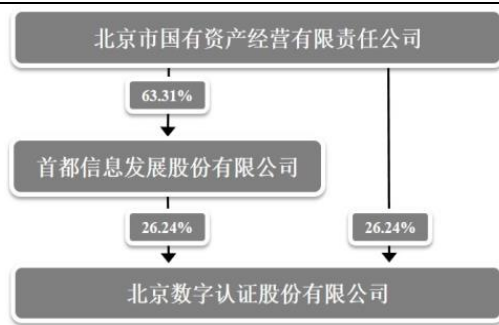 北京市国有资产经营有限责任公司
63.31%
首都信息发展股份有限公司
26.24%
26.24%
北京数字认证股份有限公司